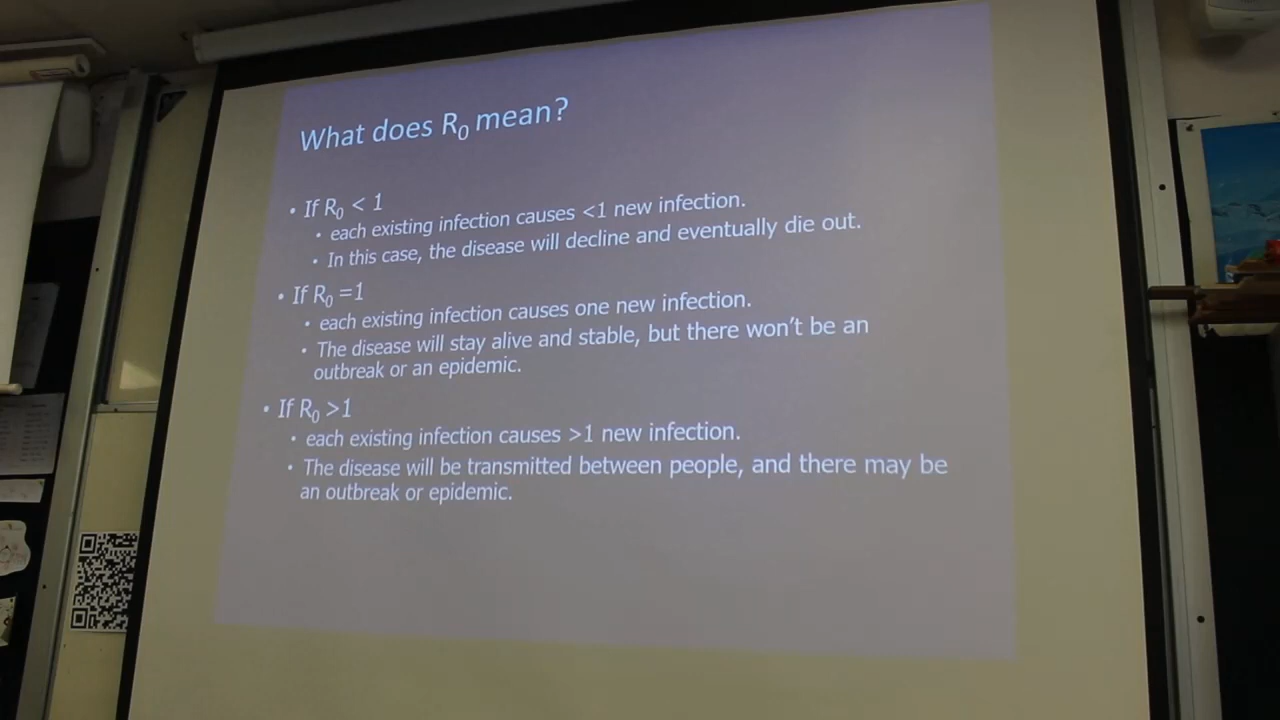 What does R₀ mean?
• If R₀ < 1
• each existing infection causes <1 new infection.
• In this case, the disease will decline and eventually die out.
• If R₀ =1
• each existing infection causes one new infection.
• The disease will stay alive and stable, but there won't be an
outbreak or an epidemic.
• If R₀ >1
• each existing infection causes >1 new infection.
• The disease will be transmitted between people, and there may be
an outbreak or epidemic.